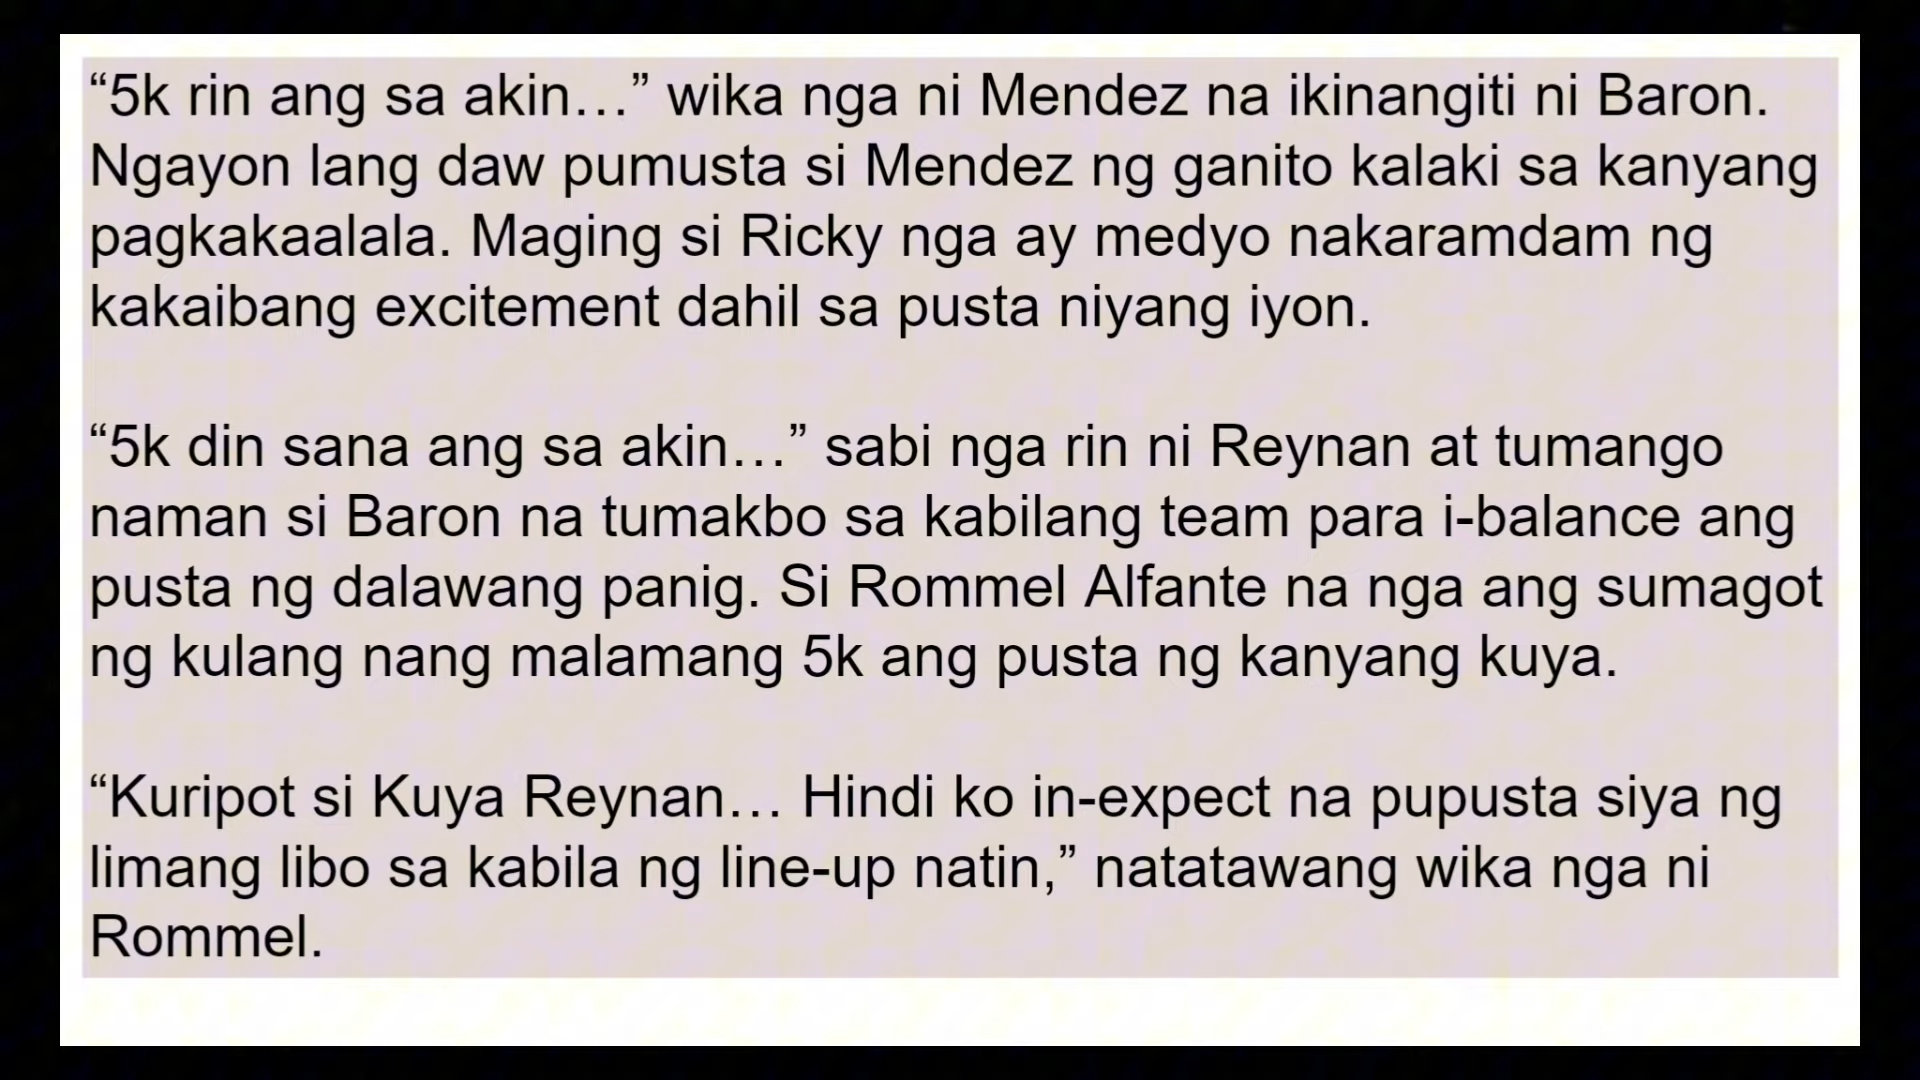 “5k rin ang sa akin…” wika nga ni Mendez na ikinangiti ni Baron.
Ngayon lang daw pumusta si Mendez ng ganito kalaki sa kanyang
pagkakaalala. Maging si Ricky nga ay medyo nakaramdam ng
kakaibang excitement dahil sa pusta niyang iyon.
“5k din sana ang sa akin…” sabi nga rin ni Reynan at tumango
naman si Baron na tumakbo sa kabilang team para i-balance ang
pusta ng dalawang panig. Si Rommel Alfante na nga ang sumagot
ng kulang nang malamang 5k ang pusta ng kanyang kuya.
“Kuripot si Kuya Reynan… Hindi ko in-expect na pupusta siya ng
limang libo sa kabila ng line-up natin,” natatawang wika nga ni
Rommel.